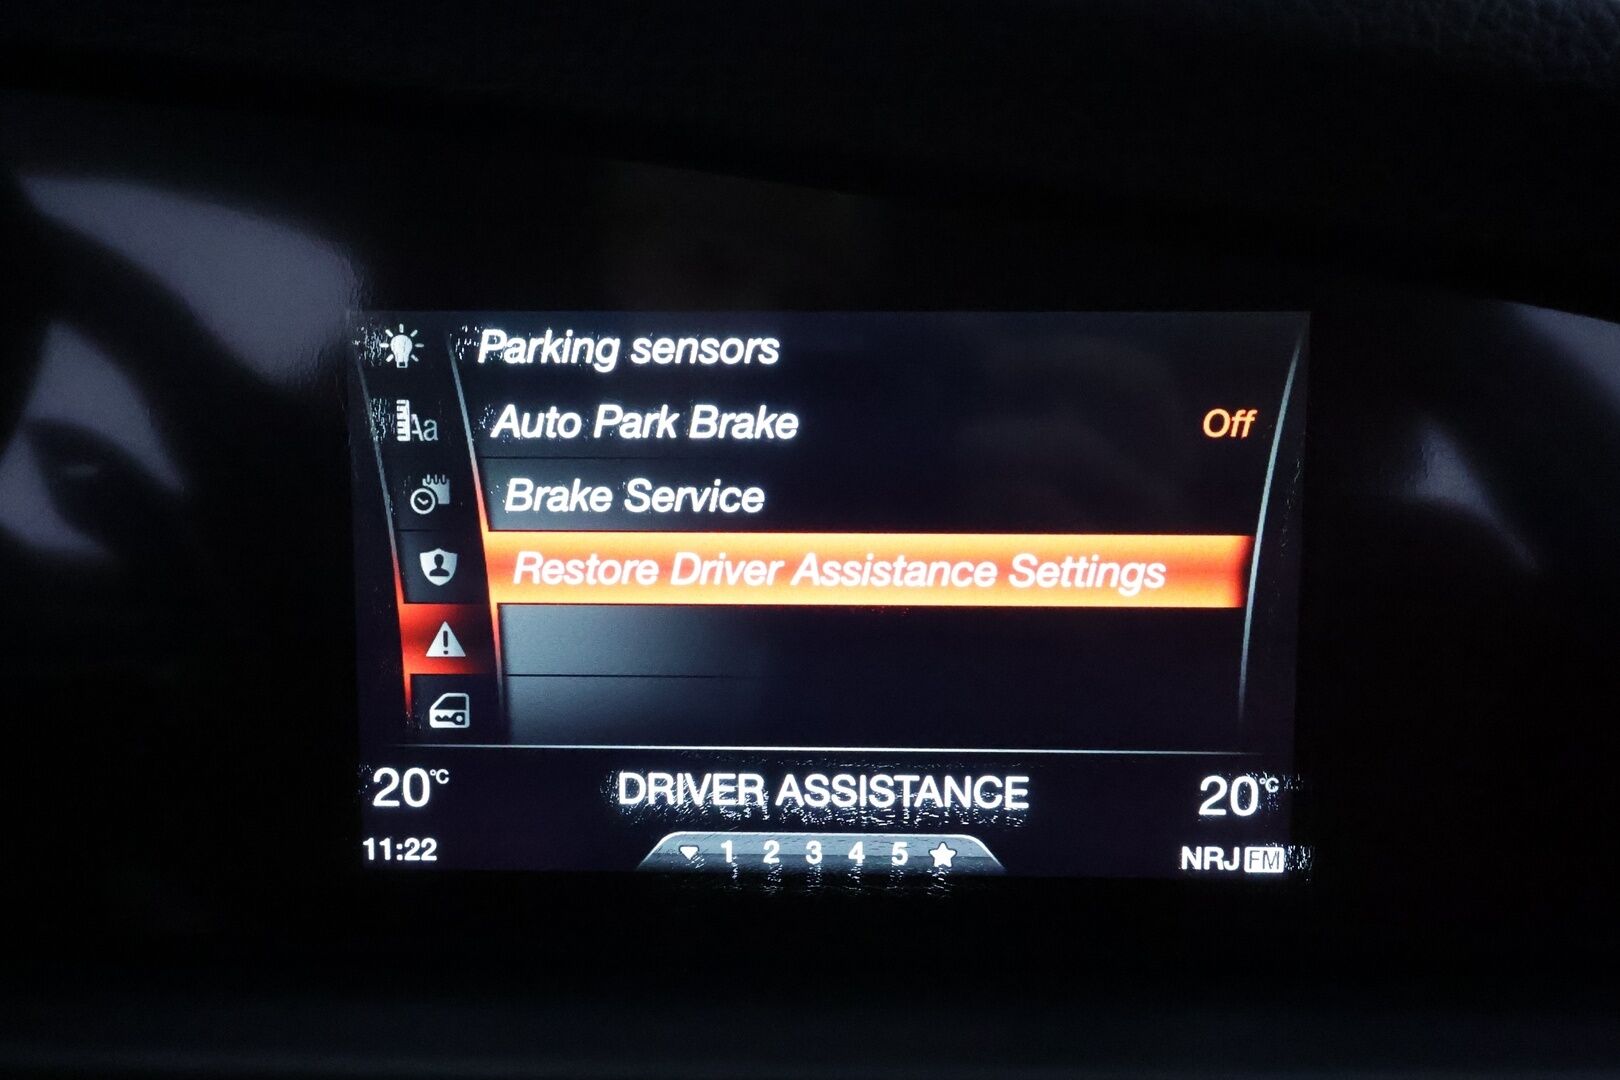 Parking sensors
Aa
Auto Park Brake Off
Brake Service
Restore Driver Assistance Settings
20°C DRIVER ASSISTANCE 20°C
11:22 1 2 3 4 5 NRJ FM